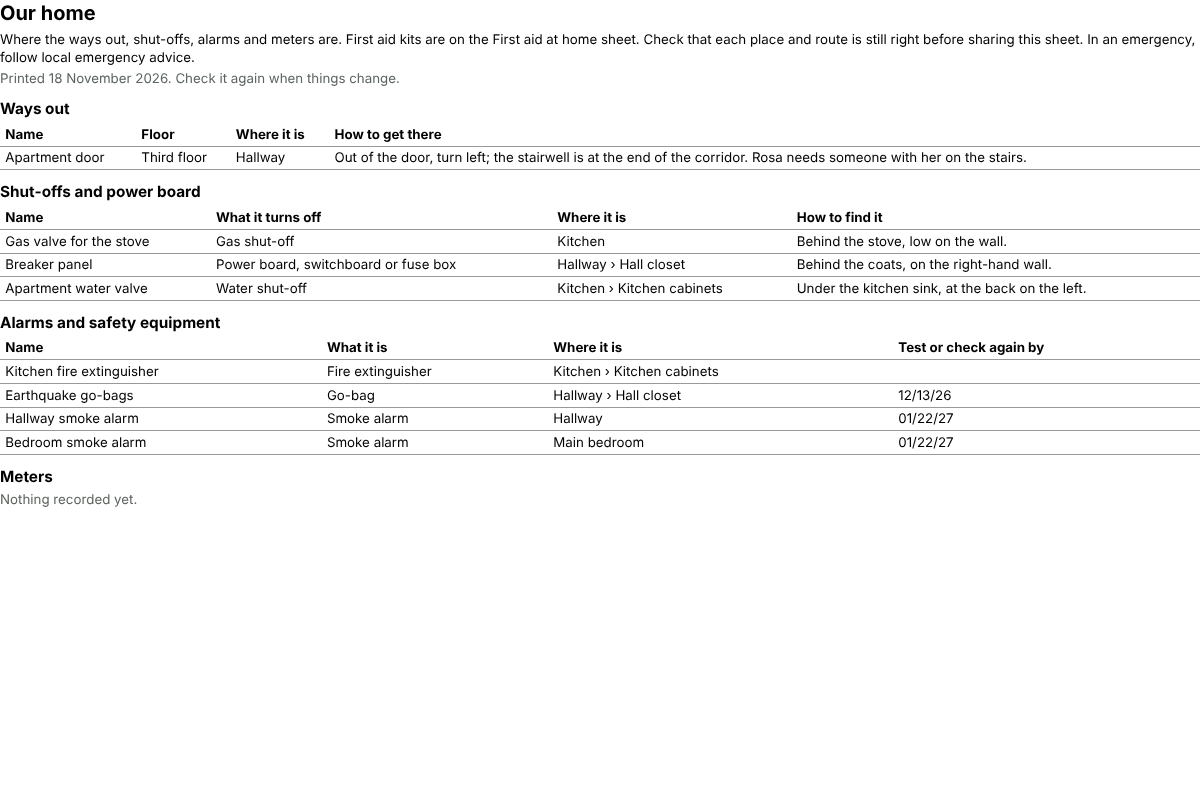 Our home
Where the ways out, shut-offs, alarms and meters are. First aid kits are on the First aid at home sheet. Check that each place and route is still right before sharing this sheet. In an emergency,
follow local emergency advice.
Printed 18 November 2026. Check it again when things change.
Ways out
Name Floor Where it is How to get there
Apartment door Third floor Hallway Out of the door, turn left; the stairwell is at the end of the corridor. Rosa needs someone with her on the stairs.
Shut-offs and power board
Name What it turns off Where it is How to find it
Gas valve for the stove Gas shut-off Kitchen Behind the stove, low on the wall.
Breaker panel Power board, switchboard or fuse box Hallway › Hall closet Behind the coats, on the right-hand wall.
Apartment water valve Water shut-off Kitchen › Kitchen cabinets Under the kitchen sink, at the back on the left.
Alarms and safety equipment
Name What it is Where it is Test or check again by
Kitchen fire extinguisher Fire extinguisher Kitchen › Kitchen cabinets
Earthquake go-bags Go-bag Hallway › Hall closet 12/13/26
Hallway smoke alarm Smoke alarm Hallway 01/22/27
Bedroom smoke alarm Smoke alarm Main bedroom 01/22/27
Meters
Nothing recorded yet.